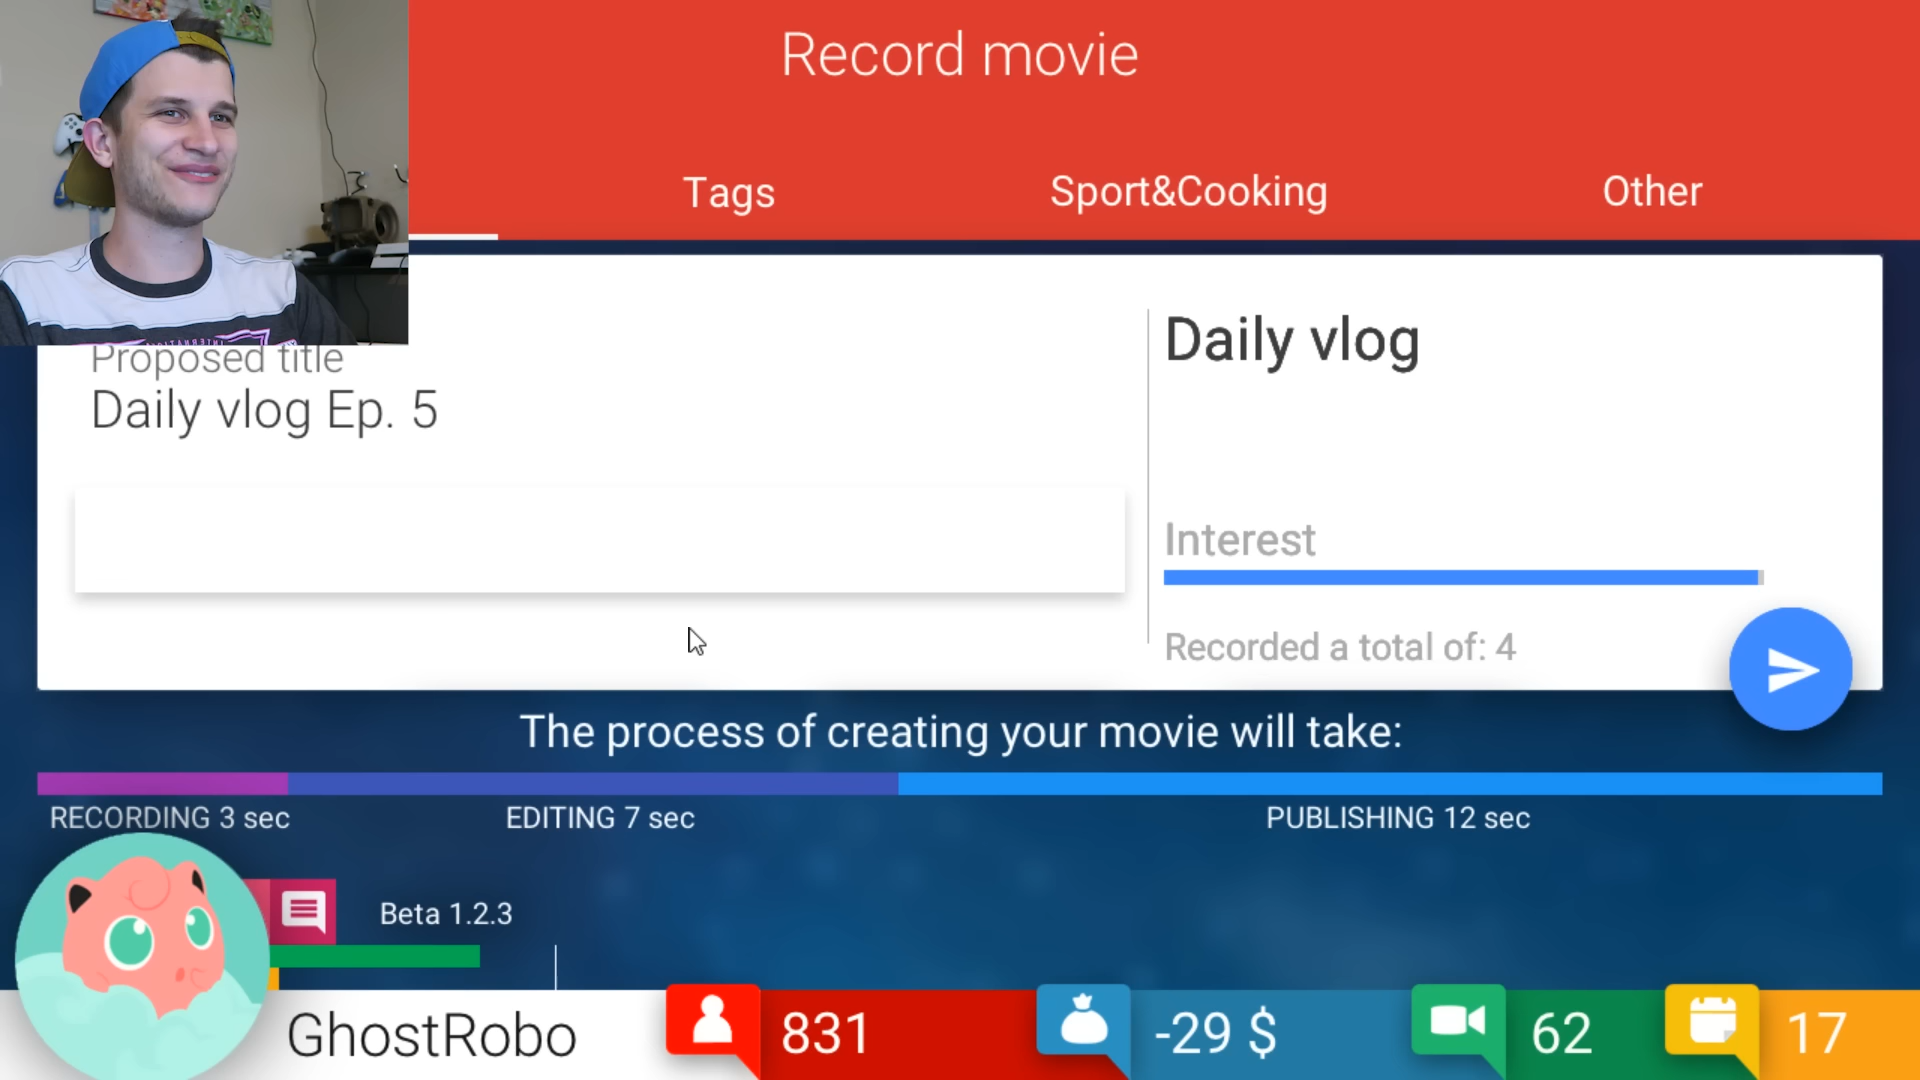 Record movie
Tags
Sport&Cooking
Other
Proposed title
Daily vlog Ep. 5
Daily vlog
Interest
Recorded a total of: 4
The process of creating your movie will take:
RECORDING 3 sec
EDITING 7 sec
PUBLISHING 12 sec
Beta 1.2.3
GhostRobo
831
-29 $
62
17